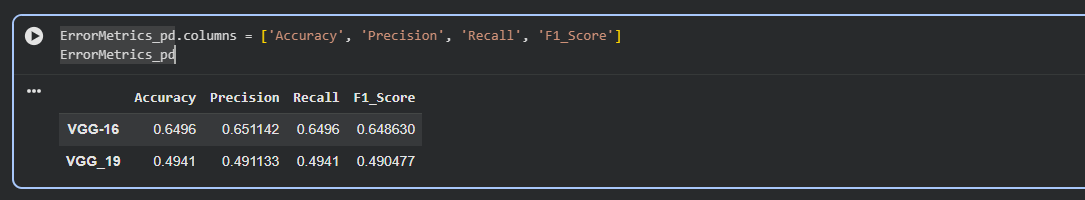 ErrorMetrics_pd.columns = ['Accuracy', 'Precision', 'Recall', 'F1_Score']
ErrorMetrics_pd
Accuracy Precision Recall F1_Score
VGG-16 0.6496 0.651142 0.6496 0.648630
VGG_19 0.4941 0.491133 0.4941 0.490477